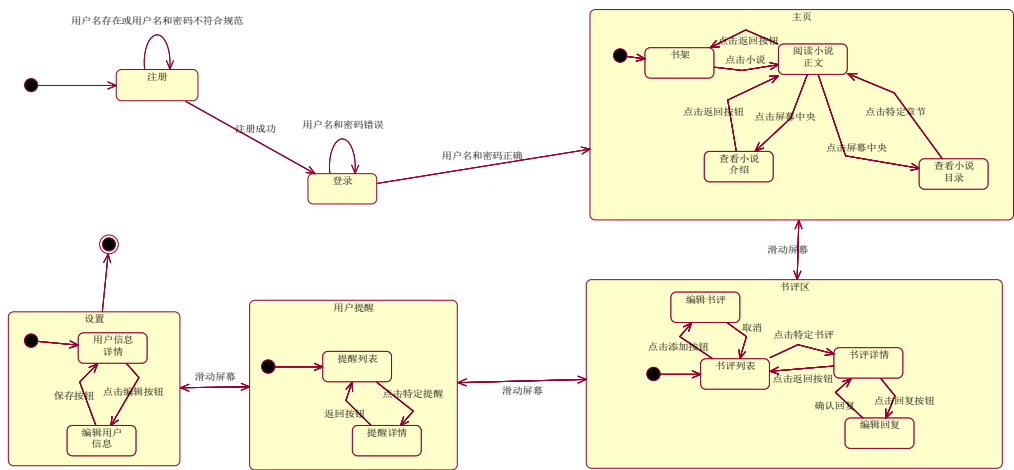 用户名存在或用户名和密码不符合规范
注册
注册成功
用户名和密码错误
登录
用户名和密码正确
主页
书架
点击返回按钮
点击小说
阅读小说
正文
点击返回按钮
点击屏幕中央
点击特定章节
点击屏幕中央
查看小说
介绍
查看小说
目录
滑动屏幕
书评区
编辑书评
取消
点击添加按钮
点击特定书评
书评列表
书评详情
点击返回按钮
确认回复
点击回复按钮
编辑回复
滑动屏幕
用户提醒
提醒列表
点击特定提醒
返回按钮
提醒详情
滑动屏幕
设置
用户信息
详情
保存按钮
点击编辑按钮
编辑用户
信息